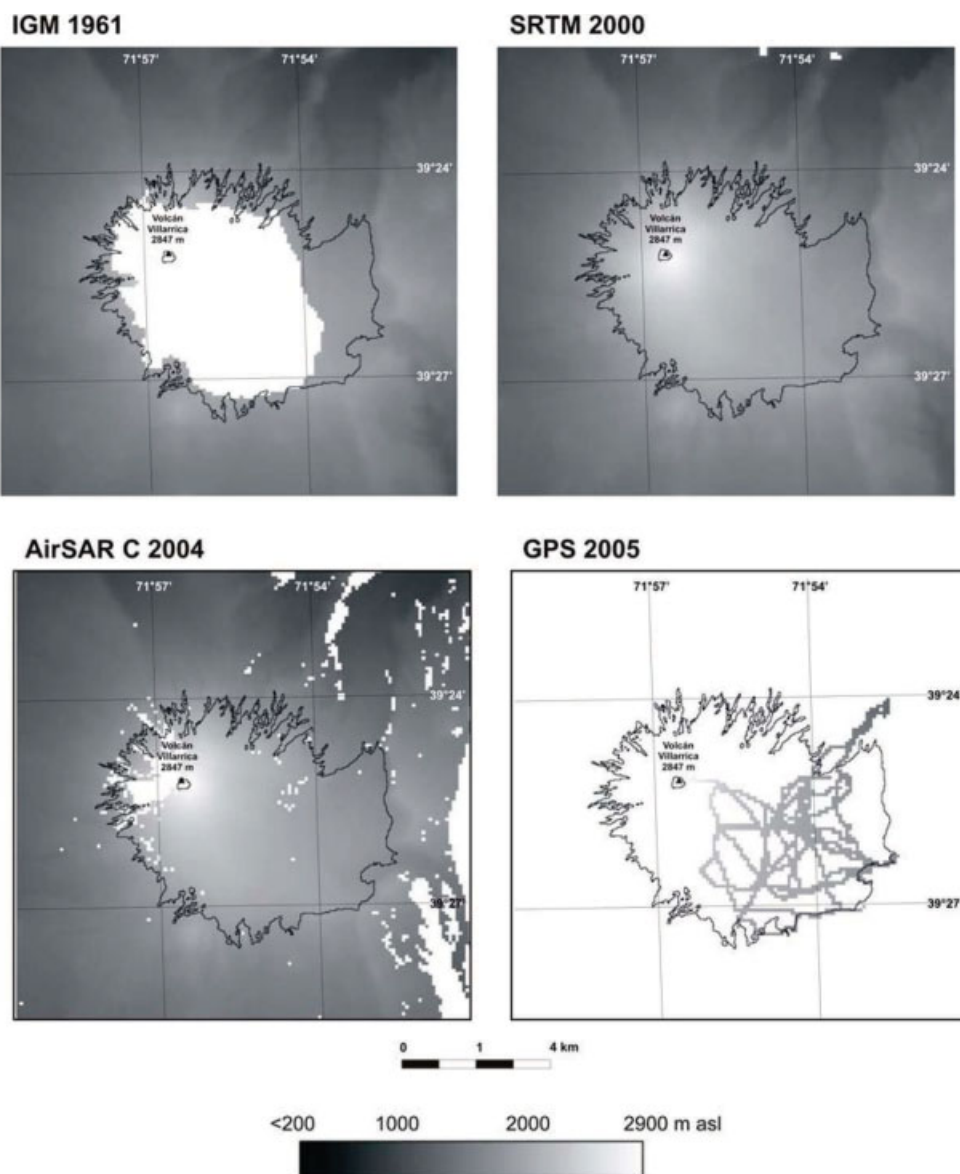 IGM 1961
71°57'
71°54'
39°24'
Volcán
Villarrica
2847 m
39°27'
SRTM 2000
71°57'
71°54'
39°24'
Volcán
Villarrica
2847 m
39°27'
AirSAR C 2004
71°57'
71°54'
39°24'
Volcán
Villarrica
2847 m
39°27'
GPS 2005
71°57'
71°54'
39°24'
Volcán
Villarrica
2847 m
39°27'
0 1 4 km
<200 1000 2000 2900 m asl